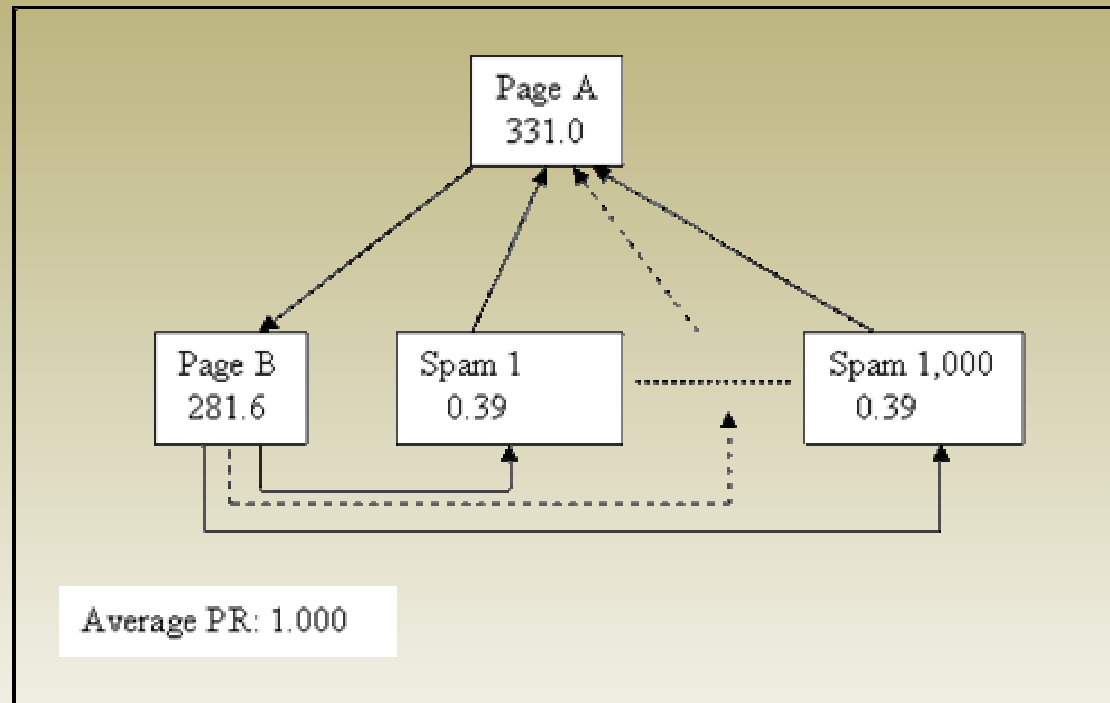 Page A
331.0
Page B
281.6
Spam 1
0.39
Spam 1,000
0.39
Average PR: 1.000